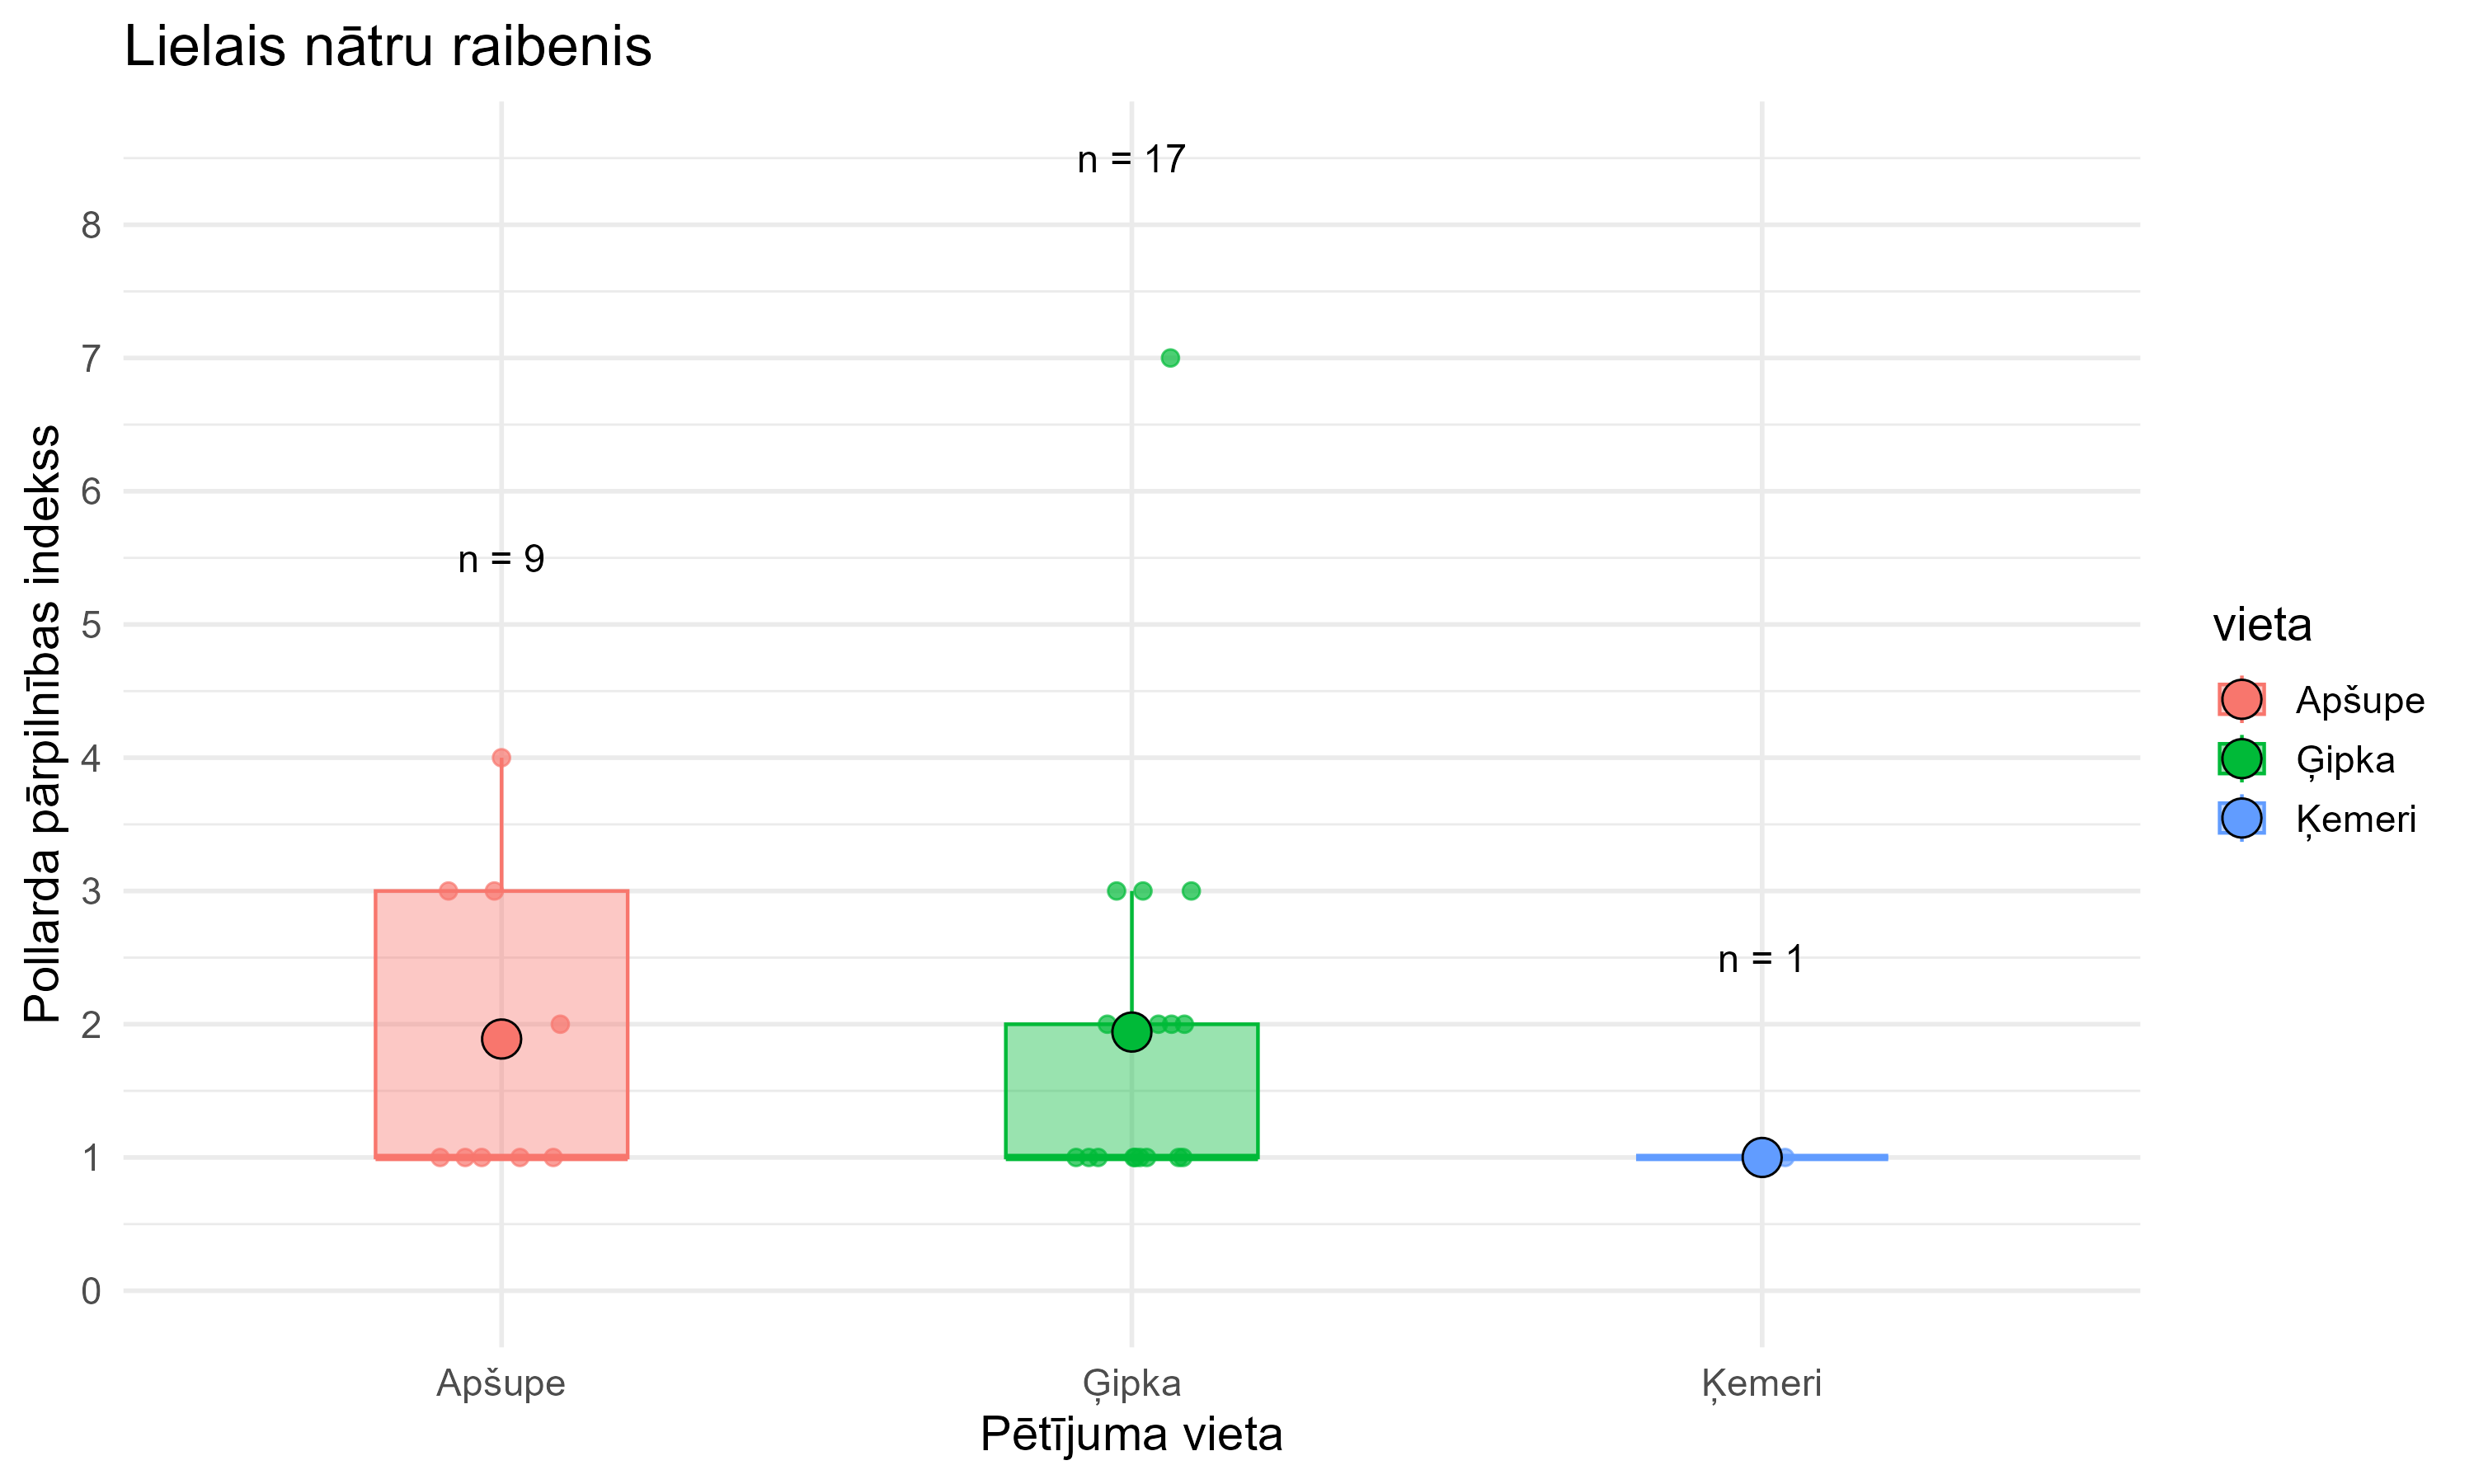 Lielais nātru raibenis
Pollarda pārpilnības indekss
8
7
6
5
4
3
2
1
0
n = 17
n = 9
n = 1
Apšupe
Ģipka
Ķemeri
Pētījuma vieta
vieta
Apšupe
Ģipka
Ķemeri